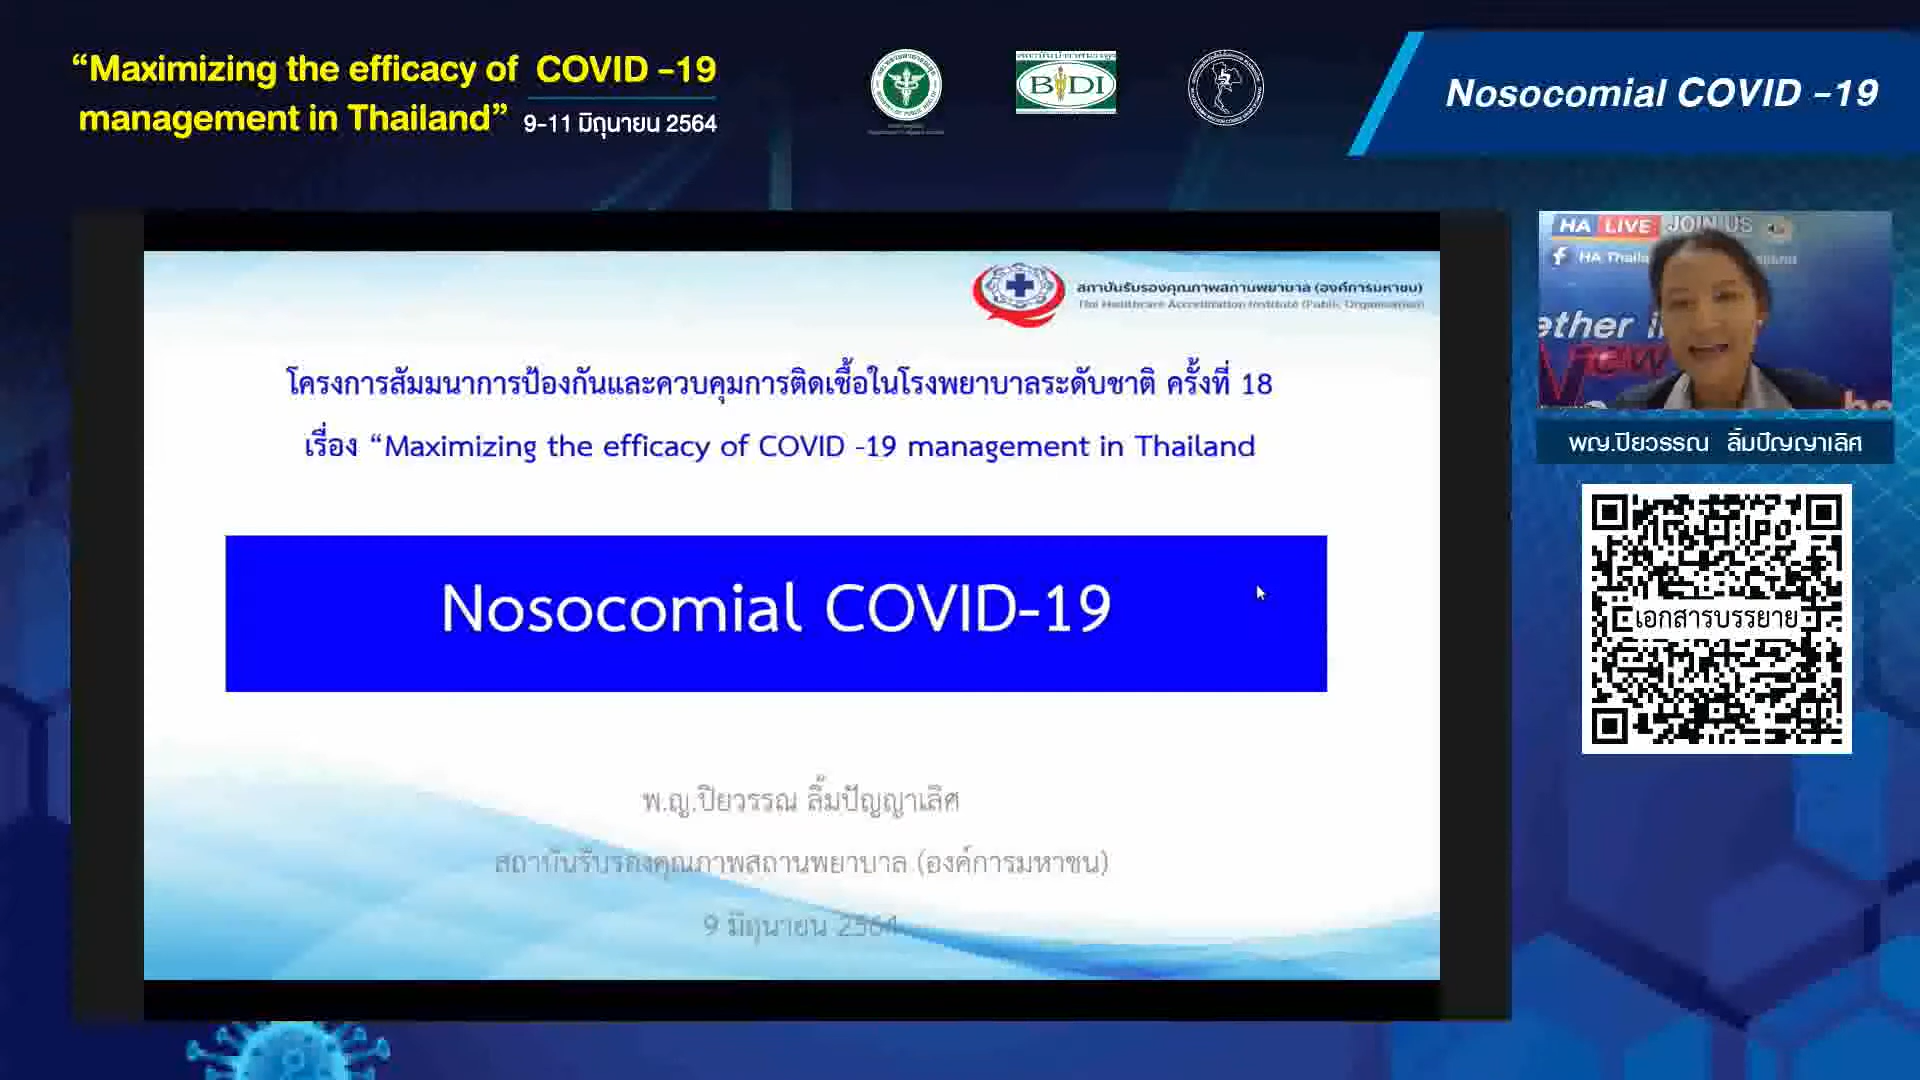 “Maximizing the efficacy of COVID -19
management in Thailand”
9-11 มิถุนายน 2564
BIDI
Nosocomial COVID -19
สถาบันรับรองคุณภาพสถานพยาบาล (องค์การมหาชน)
Thai Healthcare Accreditation Institute (Public Organization)
โครงการสัมมนาการป้องกันและควบคุมการติดเชื้อในโรงพยาบาลระดับชาติ ครั้งที่ 18
เรื่อง “Maximizing the efficacy of COVID -19 management in Thailand
Nosocomial COVID-19
พ.ญ.ปิยวรรณ ลิ้มปัญญาเลิศ
สถาบันรับรองคุณภาพสถานพยาบาล (องค์การมหาชน)
9 มิถุนายน 2564
HA LIVE JOIN US
HA Thaila
ether i
พญ.ปิยวรรณ ลิ้มปัญญาเลิศ
เอกสารบรรยาย